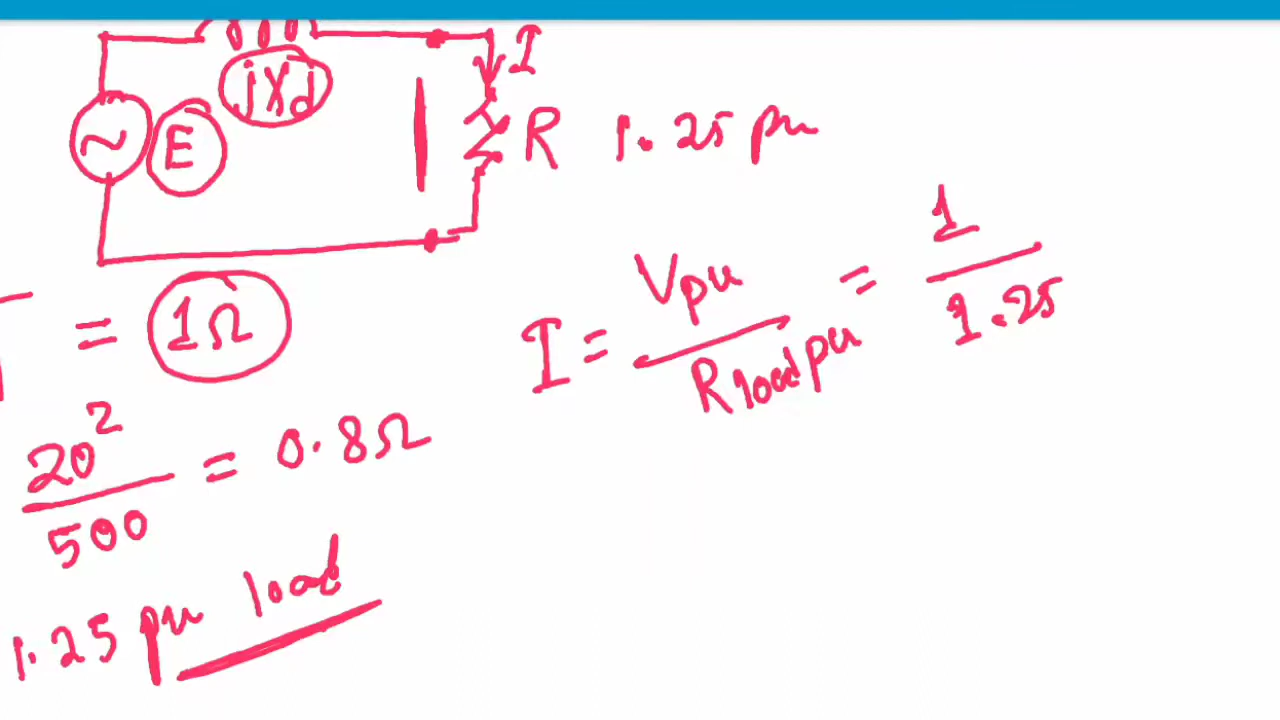 I
jXd
~ E
R 1.25 pu
= 1Ω
I = Vpu / Rload pu = 1 / 1.25
20² / 500 = 0.8Ω
1.25 pu load